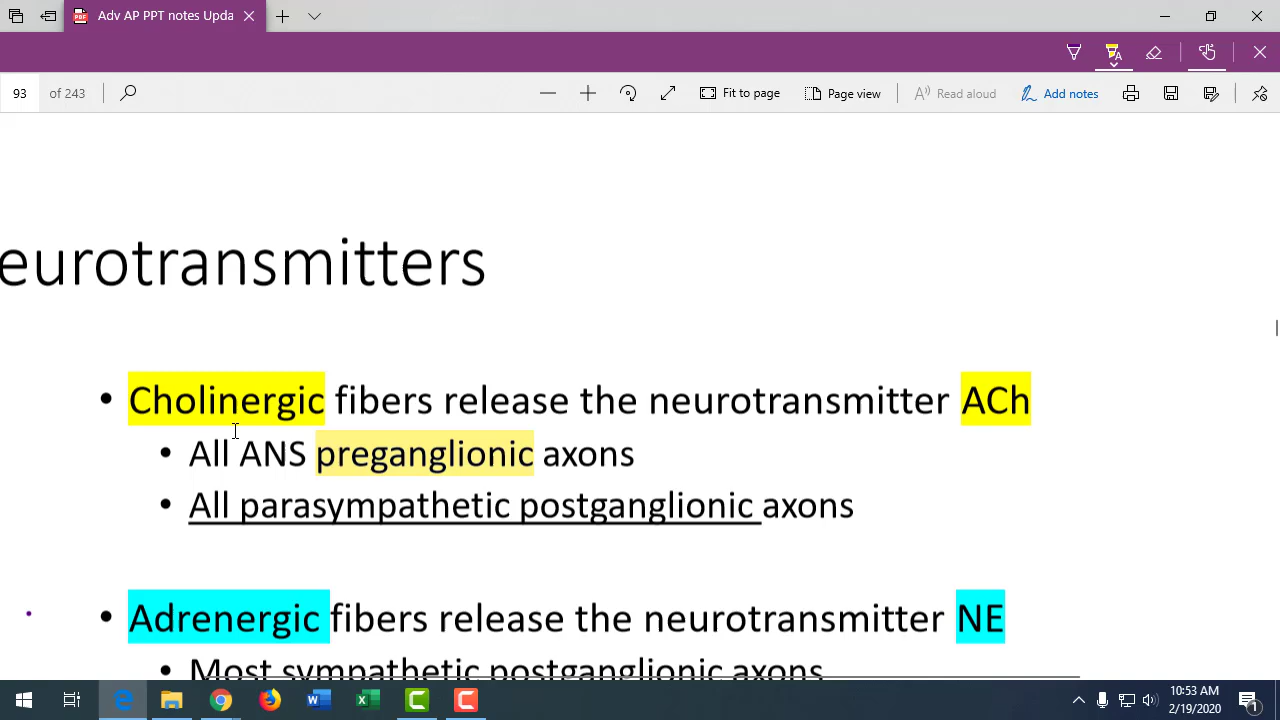 Adv AP PPT notes Upda
93 of 243 Fit to page Page view Read aloud Add notes
eurotransmitters
• Cholinergic fibers release the neurotransmitter ACh
• All ANS preganglionic axons
• All parasympathetic postganglionic axons
• Adrenergic fibers release the neurotransmitter NE
• Most sympathetic postganglionic axons
10:53 AM
2/19/2020